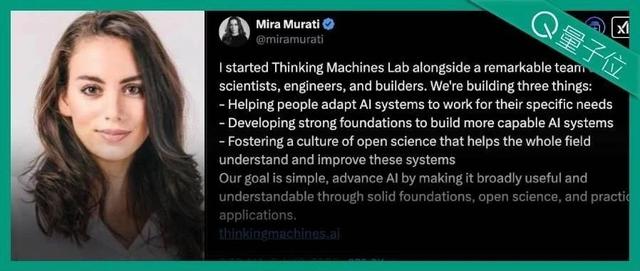 Mira Murati
@miramurati
量子位
I started Thinking Machines Lab alongside a remarkable team
scientists, engineers, and builders. We're building three things:
- Helping people adapt AI systems to work for their specific needs
- Developing strong foundations to build more capable AI systems
- Fostering a culture of open science that helps the whole field
understand and improve these systems
Our goal is simple, advance AI by making it broadly useful and
understandable through solid foundations, open science, and
applications.
thinkingmachines.ai